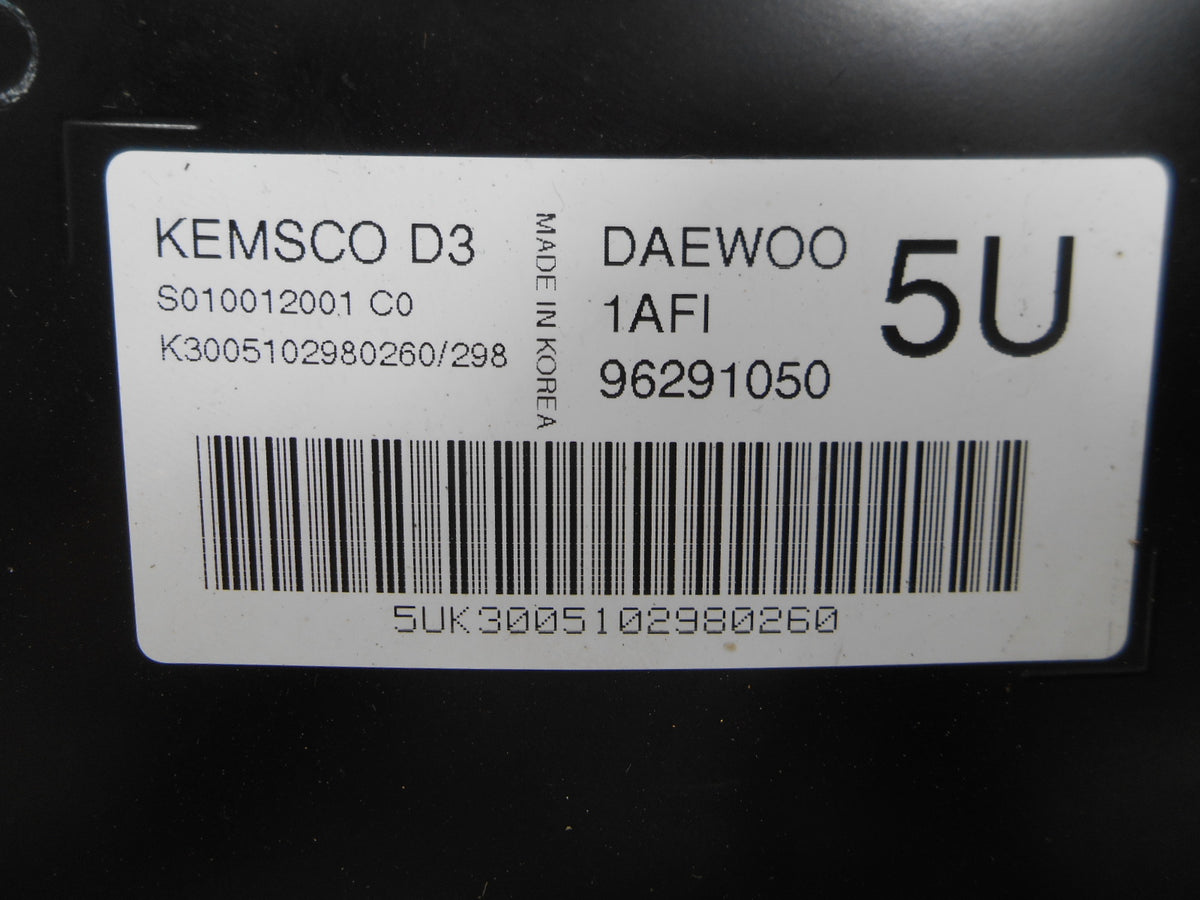 KEMSCO D3
S010012001 C0
K3005102980260/298
MADE IN KOREA
DAEWOO
1AFI
96291050
5U
5UK3005102980260